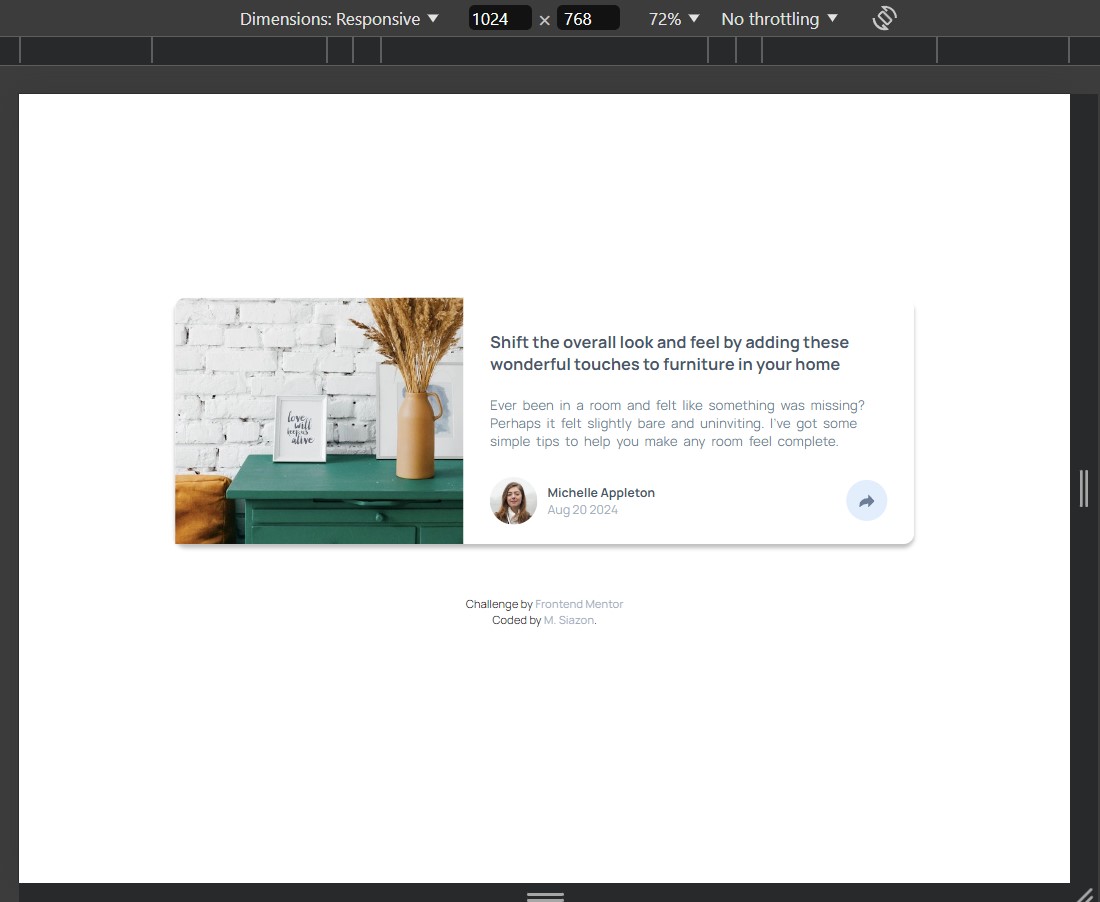 Dimensions: Responsive ▼ 1024 × 768 72% ▼ No throttling ▼
Shift the overall look and feel by adding these
wonderful touches to furniture in your home
Ever been in a room and felt like something was missing?
Perhaps it felt slightly bare and uninviting. I've got some
simple tips to help you make any room feel complete.
love
will
keep us
alive
Michelle Appleton
Aug 20 2024
Challenge by Frontend Mentor
Coded by M. Siazon.